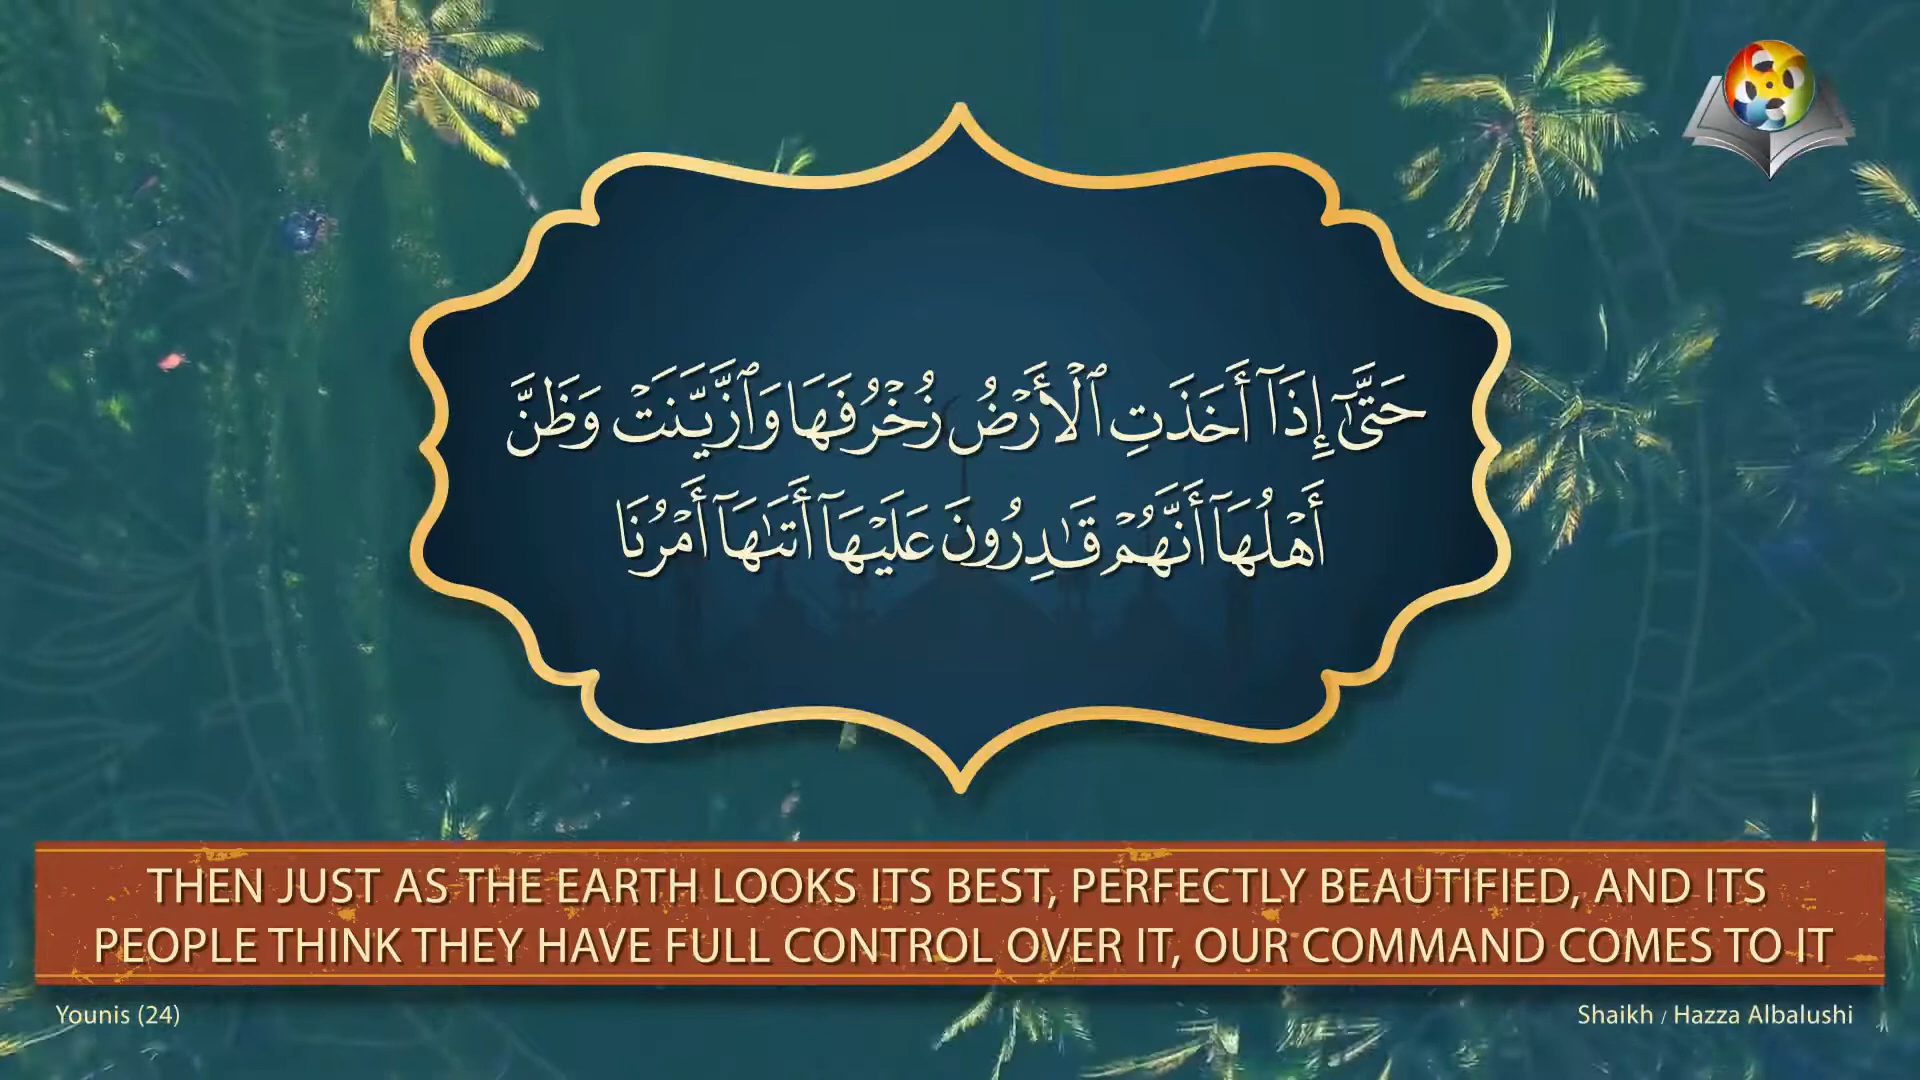 حَتَّىٰٓ إِذَآ أَخَذَتِ ٱلْأَرْضُ زُخْرُفَهَا وَٱزَّيَّنَتْ وَظَنَّ
أَهْلُهَآ أَنَّهُمْ قَـٰدِرُونَ عَلَيْهَآ أَتَىٰهَآ أَمْرُنَا
THEN JUST AS THE EARTH LOOKS ITS BEST, PERFECTLY BEAUTIFIED, AND ITS
PEOPLE THINK THEY HAVE FULL CONTROL OVER IT, OUR COMMAND COMES TO IT
Younis (24)
Shaikh / Hazza Albalushi